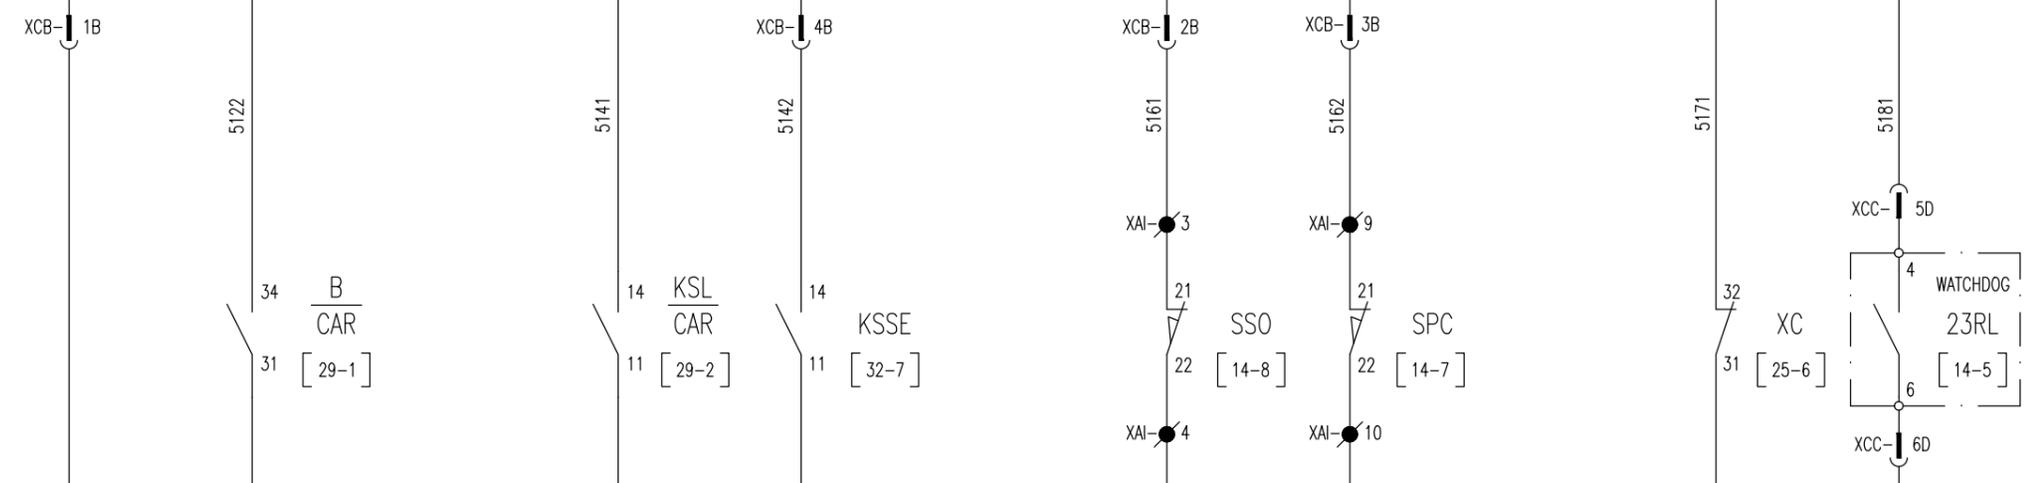 XCB- 1B
XCB- 4B
XCB- 2B
XCB- 3B
5122
5141
5142
5161
5162
5171
5181
XCC- 5D
XAI- 3
XAI- 9
34
B
CAR
31
[29-1]
14
KSL
CAR
11
[29-2]
14
KSSE
11
[32-7]
21
SSO
22
[14-8]
21
SPC
22
[14-7]
32
XC
31
[25-6]
4
WATCHDOG
23RL
[14-5]
6
XAI- 4
XAI- 10
XCC- 6D